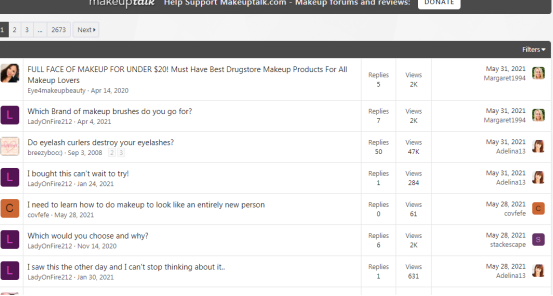 makeuptalk Help Support Makeuptalk.com - Makeup forums and reviews: DONATE
1 2 3 ... 2673 Next
Filters
FULL FACE OF MAKEUP FOR UNDER $20! Must Have Best Drugstore Makeup Products For All
Makeup Lovers
Eye4makeupbeauty · Apr 14, 2020
Replies
5
Views
2K
May 31, 2021
Margaret1994
L
Which Brand of makeup brushes do you go for?
LadyOnFire212 · Apr 4, 2021
Replies
7
Views
2K
May 31, 2021
Margaret1994
Do eyelash curlers destroy your eyelashes?
breezyboo:) · Sep 3, 2008 2 3
Replies
50
Views
47K
May 31, 2021
Adelina13
L
I bought this can't wait to try!
LadyOnFire212 · Jan 24, 2021
Replies
1
Views
284
May 31, 2021
Adelina13
C
I need to learn how to do makeup to look like an entirely new person
covfefe · May 28, 2021
Replies
0
Views
61
May 28, 2021
covfefe
C
L
Which would you choose and why?
LadyOnFire212 · Nov 14, 2020
Replies
6
Views
2K
May 28, 2021
stackescape
S
L
I saw this the other day and I can't stop thinking about it..
LadyOnFire212 · Jan 30, 2021
Replies
1
Views
631
May 28, 2021
Adelina13